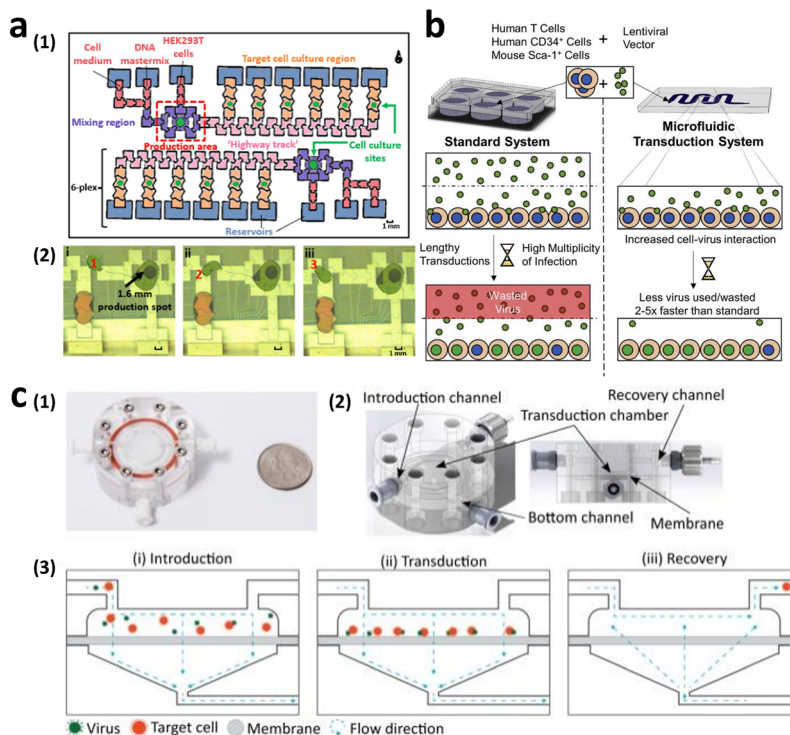 a
(1)
Cell
medium
DNA
mastermix
HEK293T
cells
Target cell culture region
Mixing region
Production area
'Highway track'
Cell culture
sites
6-plex
Reservoirs
1 mm
(2)
i
1
1.6 mm
production spot
ii
2
iii
3
1 mm
b
Human T Cells
Human CD34⁺ Cells
Mouse Sca-1⁺ Cells
+
Lentiviral
Vector
+
Standard System
Microfluidic
Transduction System
Increased cell-virus interaction
Lengthy
Transductions
High Multiplicity
of Infection
Wasted
Virus
Less virus used/wasted
2-5x faster than standard
c
(1)
(2)
Introduction channel
Transduction chamber
Recovery channel
Bottom channel
Membrane
(3)
(i) Introduction
(ii) Transduction
(iii) Recovery
Virus
Target cell
Membrane
Flow direction